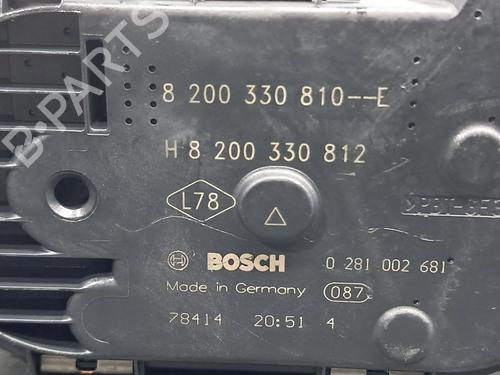 B-PARTS
8 200 330 810--E
H 8 200 330 812
L78
BOSCH 0 281 002 681
Made in Germany 087
78414 20:51 4